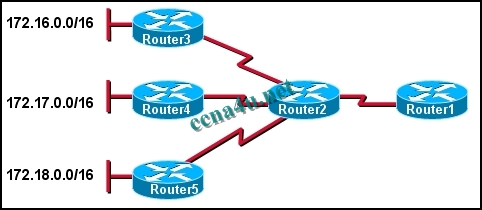 172.16.0.0/16
Router3
172.17.0.0/16
Router4
Router2
Router1
ccna4u.net
172.18.0.0/16
Router5